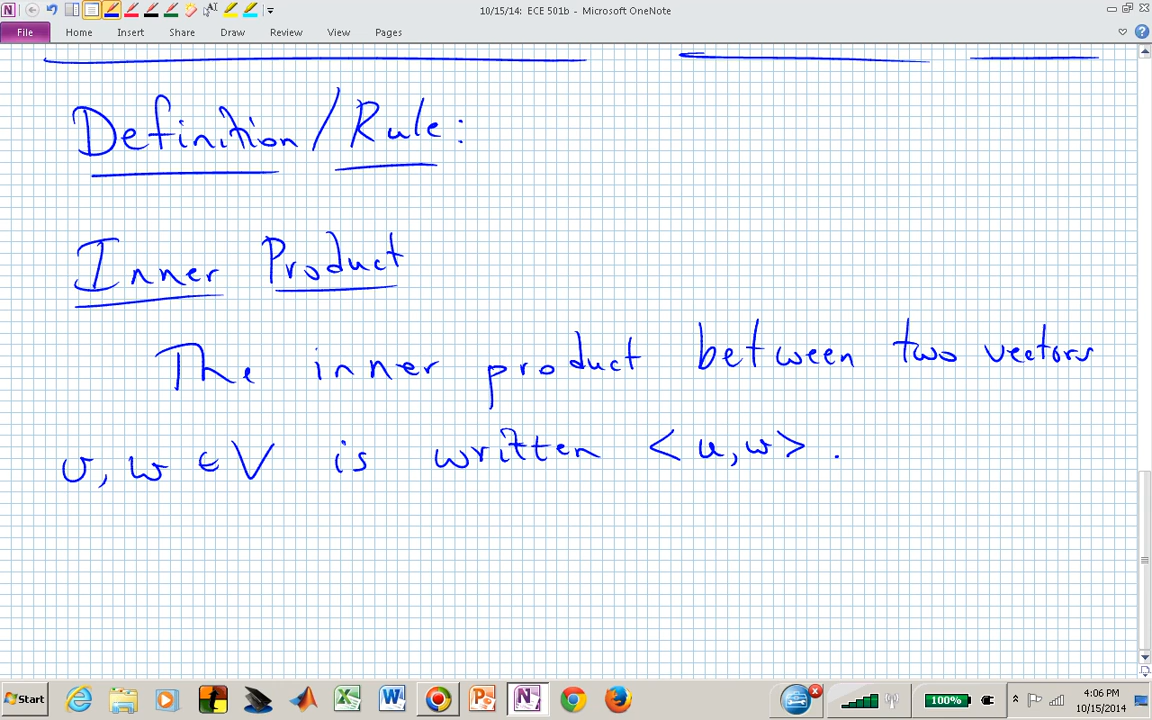 10/15/14: ECE 501b - Microsoft OneNote
File Home Insert Share Draw Review View Pages
Definition/Rule:
Inner Product
The inner product between two vectors
v, w ∈ V is written <u,w>.
Start
100%
4:06 PM
10/15/2014